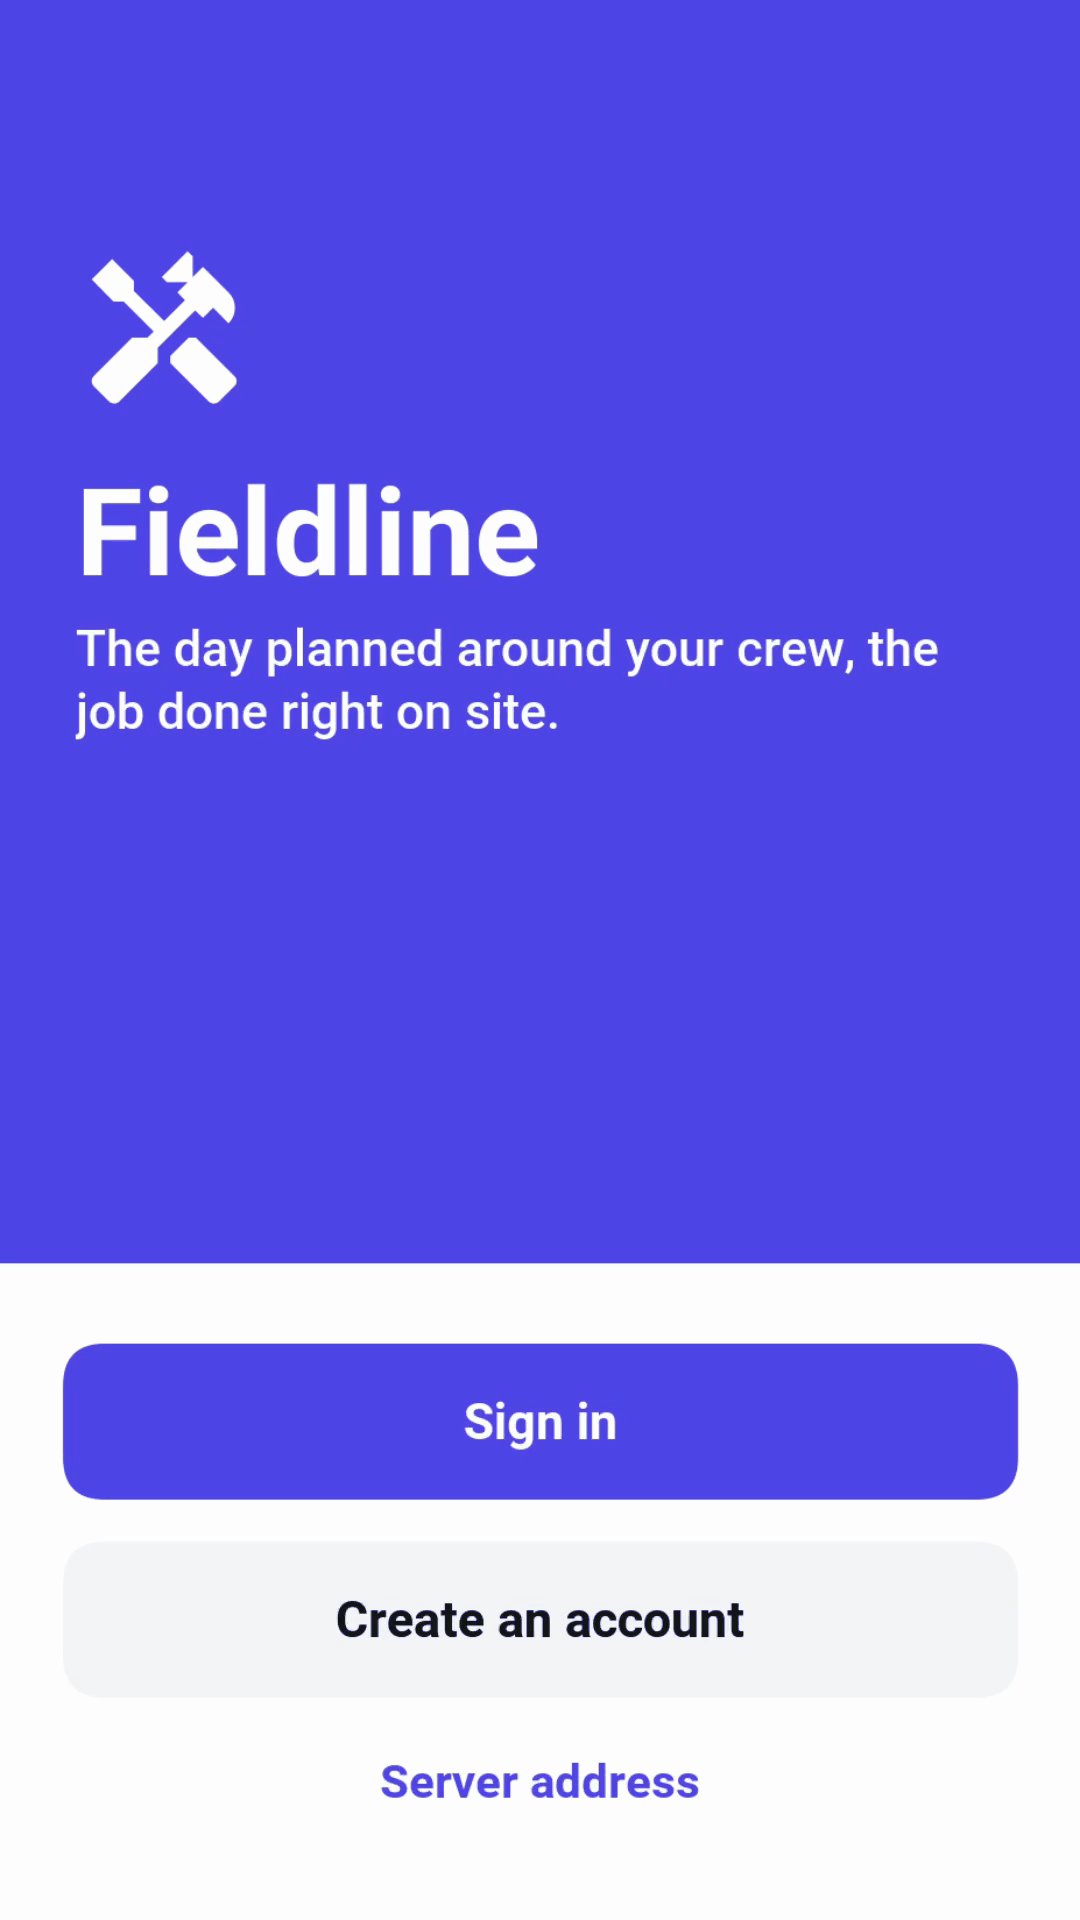 Fieldline
The day planned around your crew, the
job done right on site.
Sign in
Create an account
Server address